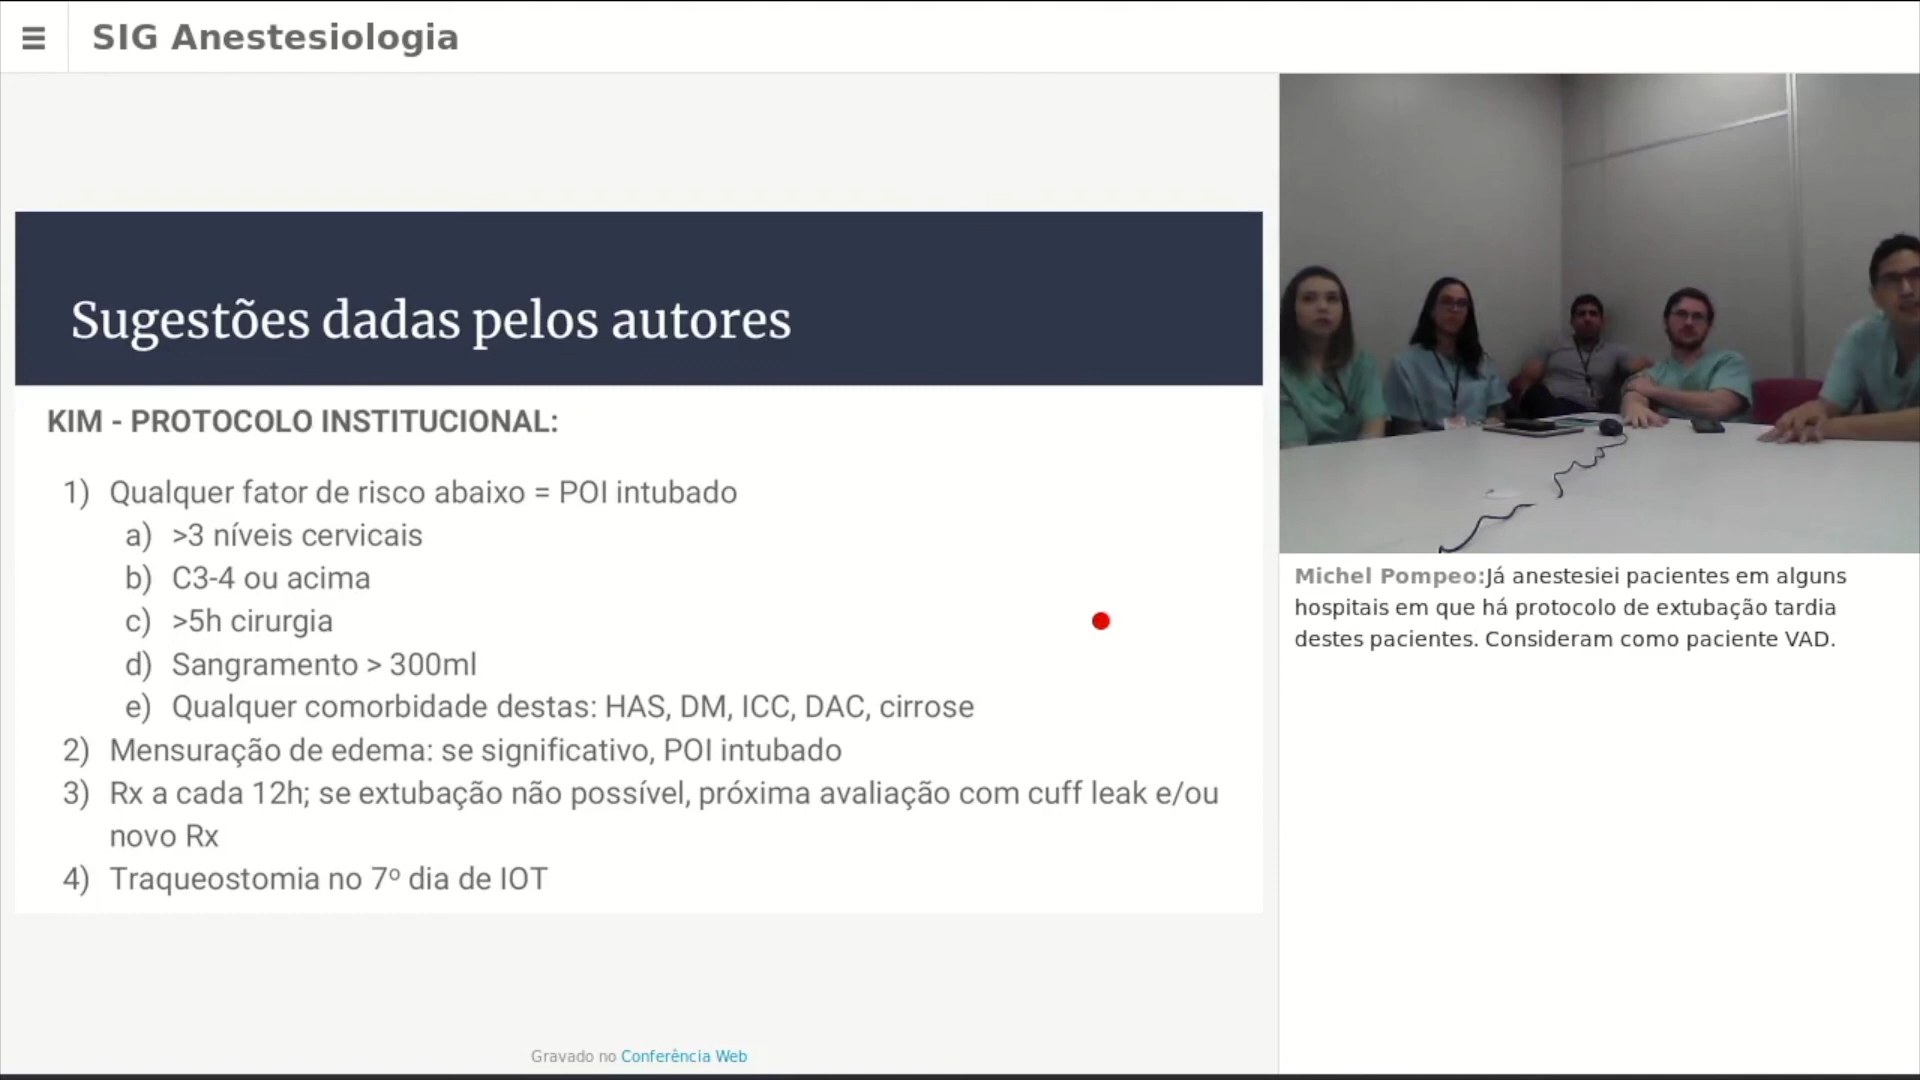 SIG Anestesiologia
Sugestões dadas pelos autores
KIM - PROTOCOLO INSTITUCIONAL:
1) Qualquer fator de risco abaixo = POI intubado
a) >3 níveis cervicais
b) C3-4 ou acima
c) >5h cirurgia
d) Sangramento > 300ml
e) Qualquer comorbidade destas: HAS, DM, ICC, DAC, cirrose
2) Mensuração de edema: se significativo, POI intubado
3) Rx a cada 12h; se extubação não possível, próxima avaliação com cuff leak e/ou
novo Rx
4) Traqueostomia no 7º dia de IOT
Gravado no Conferência Web
Michel Pompeo:Já anestesiei pacientes em alguns
hospitais em que há protocolo de extubação tardia
destes pacientes. Consideram como paciente VAD.